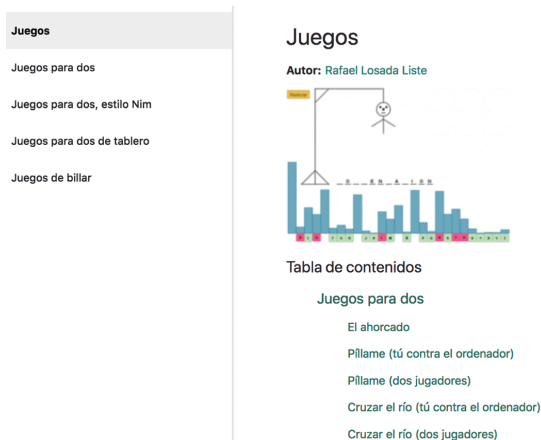 Juegos
Juegos para dos
Juegos para dos, estilo Nim
Juegos para dos de tablero
Juegos de billar
Juegos
Autor: Rafael Losada Liste
Tabla de contenidos
Juegos para dos
El ahorcado
Píllame (tú contra el ordenador)
Píllame (dos jugadores)
Cruzar el río (tú contra el ordenador)
Cruzar el río (dos jugadores)